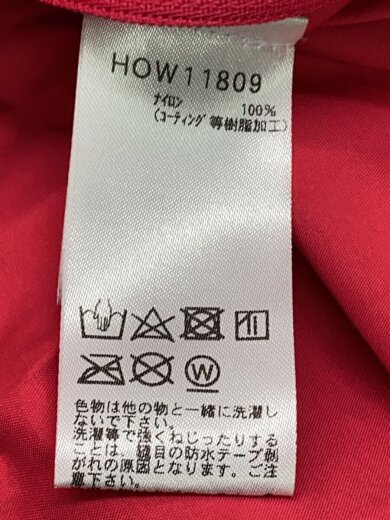 HOW11809
ナイロン 100%
(コーティング等樹脂加工)
W
色物は他の物と一緒に洗濯し
ないで下さい。
洗濯等で強くねじったりする
ことは、縫目の防水テープ剥
がれの原因となります。ご注
意下さい。